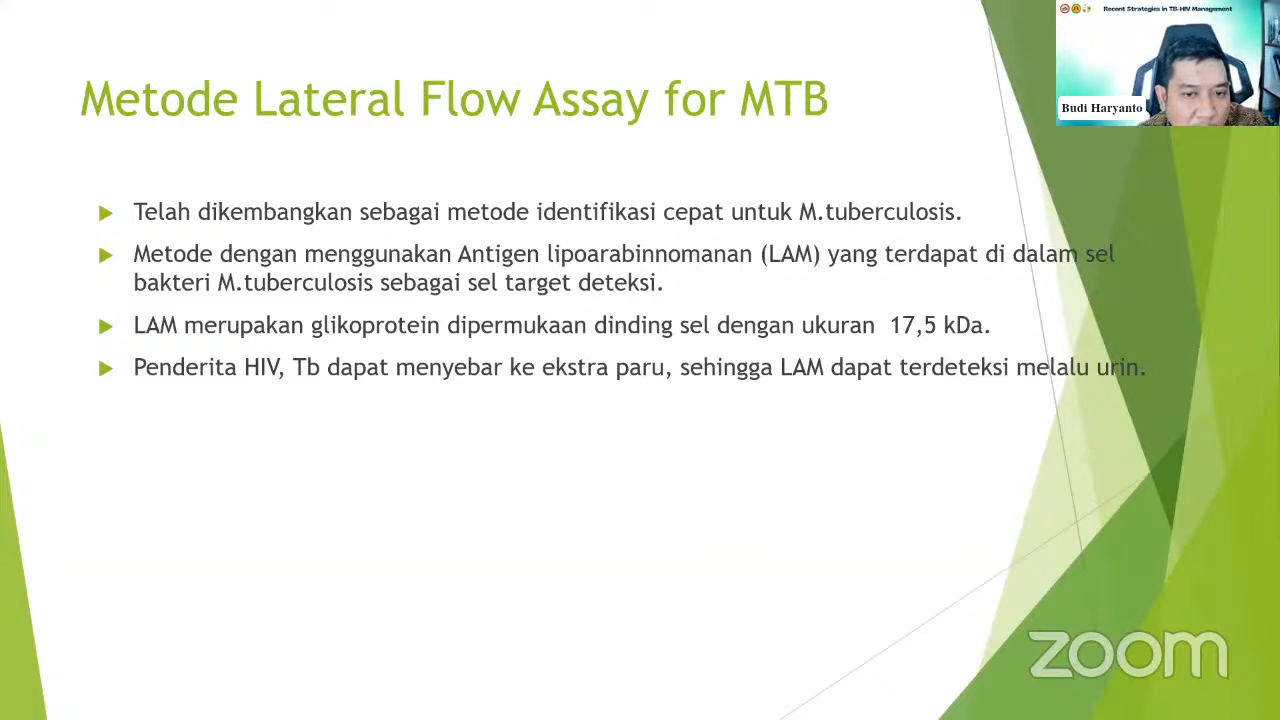 Recent Strategies in TB-HIV Management
Budi Haryanto
Metode Lateral Flow Assay for MTB
Telah dikembangkan sebagai metode identifikasi cepat untuk M.tuberculosis.
Metode dengan menggunakan Antigen lipoarabinnomanan (LAM) yang terdapat di dalam sel
bakteri M.tuberculosis sebagai sel target deteksi.
LAM merupakan glikoprotein dipermukaan dinding sel dengan ukuran 17,5 kDa.
Penderita HIV, Tb dapat menyebar ke ekstra paru, sehingga LAM dapat terdeteksi melalu urin.
zoom